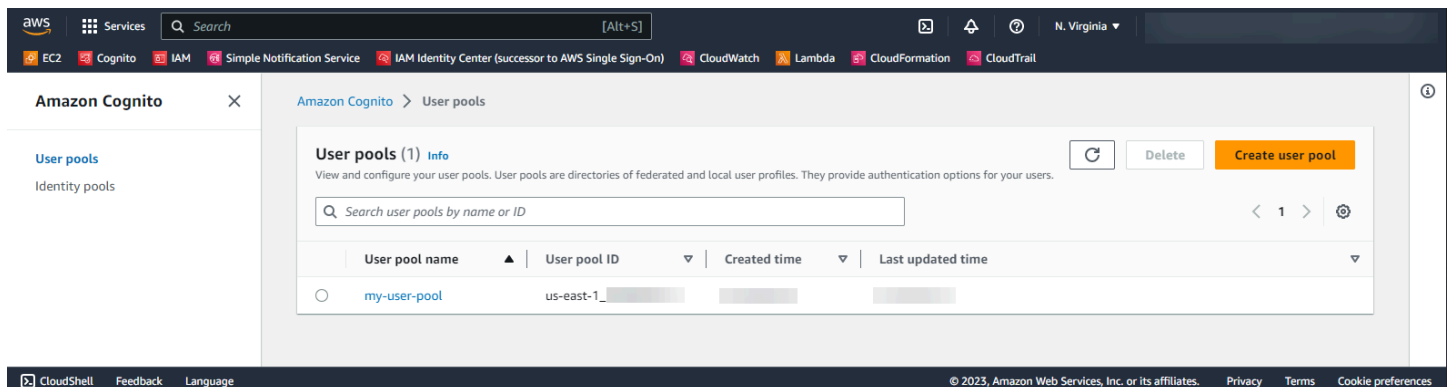 aws Services Search [Alt+S] N. Virginia
EC2 Cognito IAM Simple Notification Service IAM Identity Center (successor to AWS Single Sign-On) CloudWatch Lambda CloudFormation CloudTrail
Amazon Cognito
User pools
Identity pools
Amazon Cognito > User pools
User pools (1) Info
View and configure your user pools. User pools are directories of federated and local user profiles. They provide authentication options for your users.
Delete
Create user pool
Search user pools by name or ID
1
User pool name User pool ID Created time Last updated time
my-user-pool us-east-1_
CloudShell Feedback Language © 2023, Amazon Web Services, Inc. or its affiliates. Privacy Terms Cookie preferences